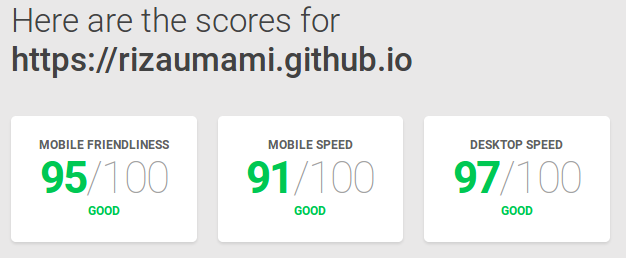 Here are the scores for
https://rizaumami.github.io
MOBILE FRIENDLINESS
95/100
GOOD
MOBILE SPEED
91/100
GOOD
DESKTOP SPEED
97/100
GOOD